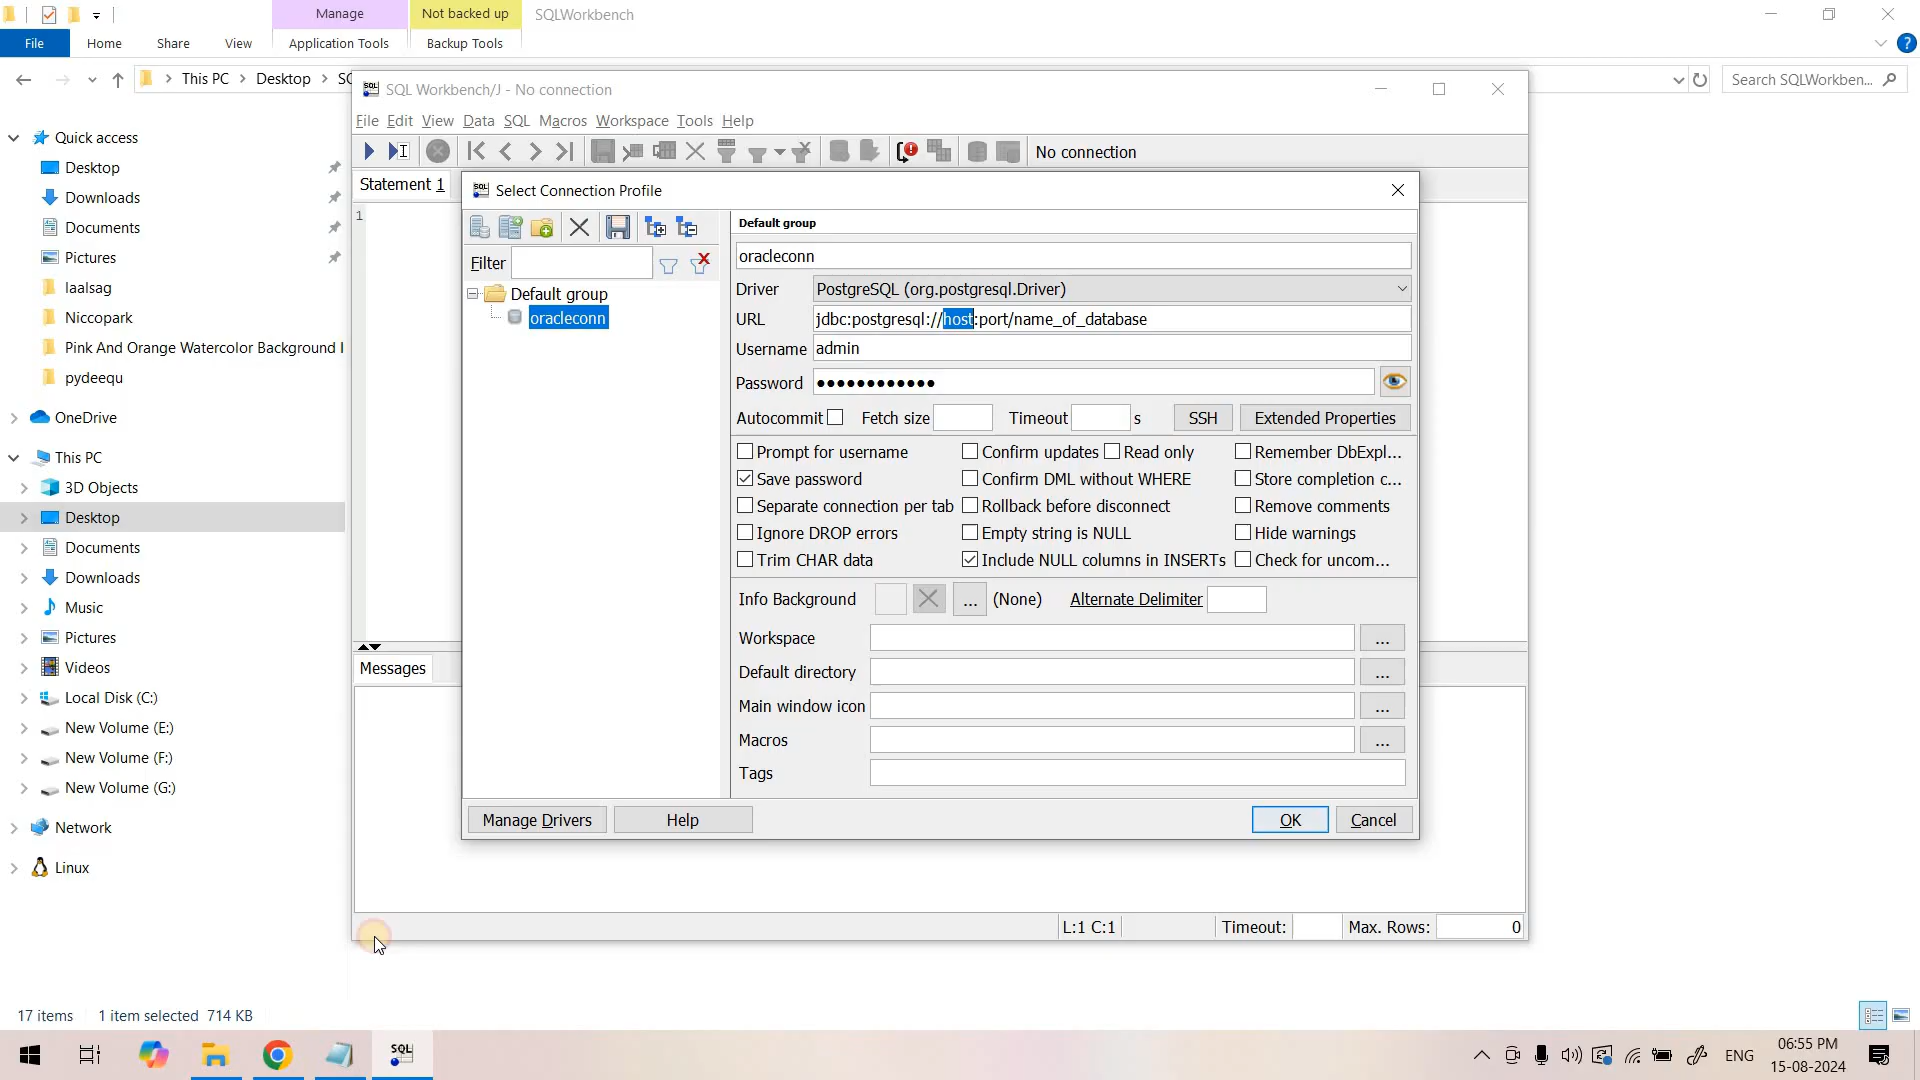 Manage
Not backed up
SQLWorkbench
File
Home
Share
View
Application Tools
Backup Tools
This PC
Desktop
Search SQLWorkben...
SQL Workbench/J - No connection
File Edit View Data SQL Macros Workspace Tools Help
No connection
Statement 1
1
Quick access
Desktop
Downloads
Documents
Pictures
laalsag
Niccopark
Pink And Orange Watercolor Background I
pydeequ
OneDrive
This PC
3D Objects
Desktop
Documents
Downloads
Music
Pictures
Videos
Local Disk (C:)
New Volume (E:)
New Volume (F:)
New Volume (G:)
Network
Linux
Select Connection Profile
Filter
Default group
oracleconn
Default group
oracleconn
Driver PostgreSQL (org.postgresql.Driver)
URL jdbc:postgresql://host:port/name_of_database
Username admin
Password ●●●●●●●●●●●●
Autocommit Fetch size Timeout s SSH Extended Properties
Prompt for username Confirm updates Read only Remember DbExpl...
Save password Confirm DML without WHERE Store completion c...
Separate connection per tab Rollback before disconnect Remove comments
Ignore DROP errors Empty string is NULL Hide warnings
Trim CHAR data Include NULL columns in INSERTs Check for uncom...
Info Background ... (None) Alternate Delimiter
Workspace ...
Default directory ...
Main window icon ...
Macros ...
Tags
Manage Drivers Help OK Cancel
Messages
L:1 C:1 Timeout: Max. Rows: 0
17 items 1 item selected 714 KB
SQL
ENG
06:55 PM
15-08-2024